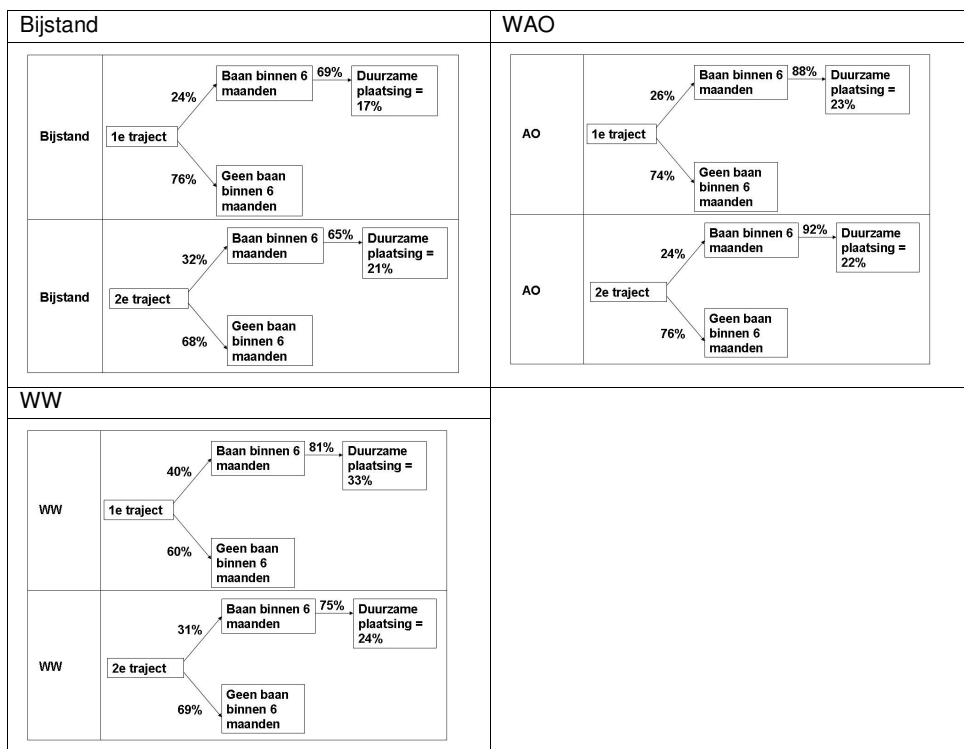 Bijstand
Bijstand
1e traject
24%
76%
Baan binnen 6
maanden
69%
Duurzame
plaatsing =
17%
Geen baan
binnen 6
maanden
Bijstand
2e traject
32%
68%
Baan binnen 6
maanden
65%
Duurzame
plaatsing =
21%
Geen baan
binnen 6
maanden
WAO
AO
1e traject
26%
74%
Baan binnen 6
maanden
88%
Duurzame
plaatsing =
23%
Geen baan
binnen 6
maanden
AO
2e traject
24%
76%
Baan binnen 6
maanden
92%
Duurzame
plaatsing =
22%
Geen baan
binnen 6
maanden
WW
WW
1e traject
40%
60%
Baan binnen 6
maanden
81%
Duurzame
plaatsing =
33%
Geen baan
binnen 6
maanden
WW
2e traject
31%
69%
Baan binnen 6
maanden
75%
Duurzame
plaatsing =
24%
Geen baan
binnen 6
maanden